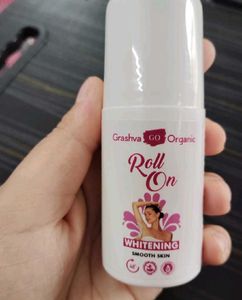 Grashva GO Organic
Roll
On
WHITENING
SMOOTH SKIN